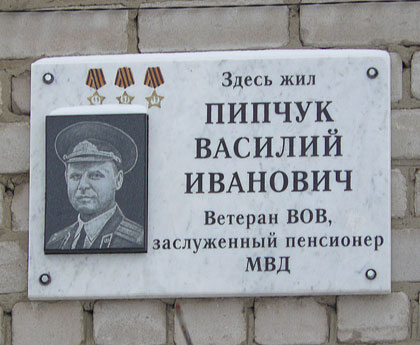 Здесь жил
ПИПЧУК
ВАСИЛИЙ
ИВАНОВИЧ
Ветеран ВОВ,
заслуженный пенсионер
МВД